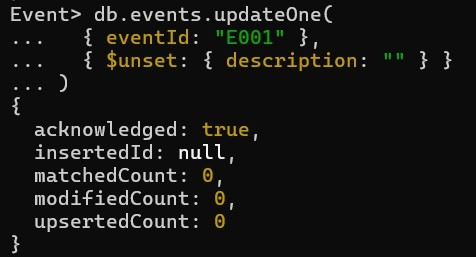 Event> db.events.updateOne(
...   { eventId: "E001" },
...   { $unset: { description: "" } }
... )
{
  acknowledged: true,
  insertedId: null,
  matchedCount: 0,
  modifiedCount: 0,
  upsertedCount: 0
}